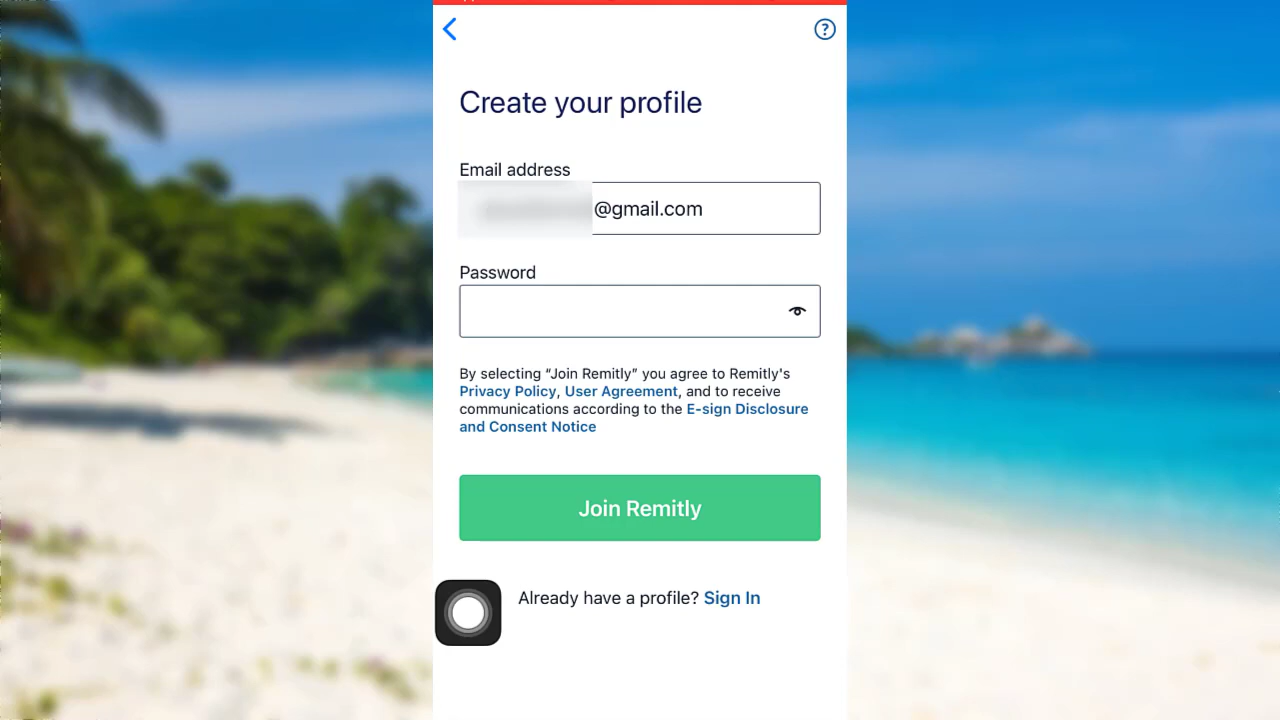 Create your profile
Email address
@gmail.com
Password
By selecting “Join Remitly” you agree to Remitly's
Privacy Policy, User Agreement, and to receive
communications according to the E-sign Disclosure
and Consent Notice
Join Remitly
Already have a profile? Sign In